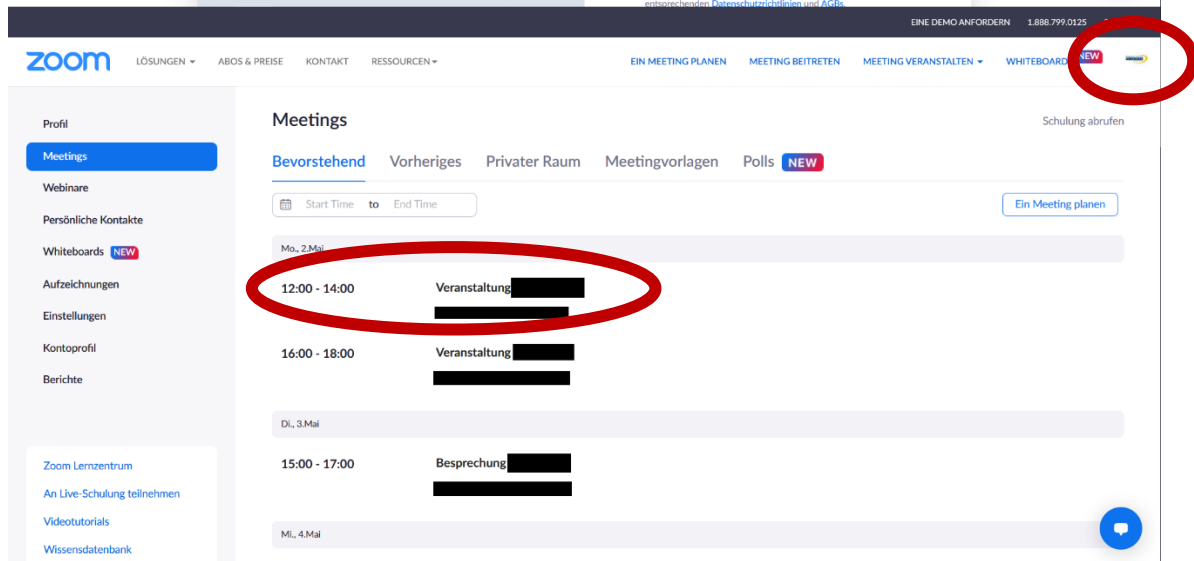 entsprechenden Datenschutzrichtlinien und AGBs.
EINE DEMO ANFORDERN 1.888.799.0125
zoom LÖSUNGEN ABOS & PREISE KONTAKT RESSOURCEN EIN MEETING PLANEN MEETING BEITRETEN MEETING VERANSTALTEN WHITEBOARD NEW
Profil
Meetings
Webinare
Persönliche Kontakte
Whiteboards NEW
Aufzeichnungen
Einstellungen
Kontoprofil
Berichte
Zoom Lernzentrum
An Live-Schulung teilnehmen
Videotutorials
Wissensdatenbank
Meetings
Schulung abrufen
Bevorstehend Vorheriges Privater Raum Meetingvorlagen Polls NEW
Start Time to End Time
Ein Meeting planen
Mo., 2.Mai
12:00 - 14:00 Veranstaltung
16:00 - 18:00 Veranstaltung
Di., 3.Mai
15:00 - 17:00 Besprechung
Mi., 4.Mai